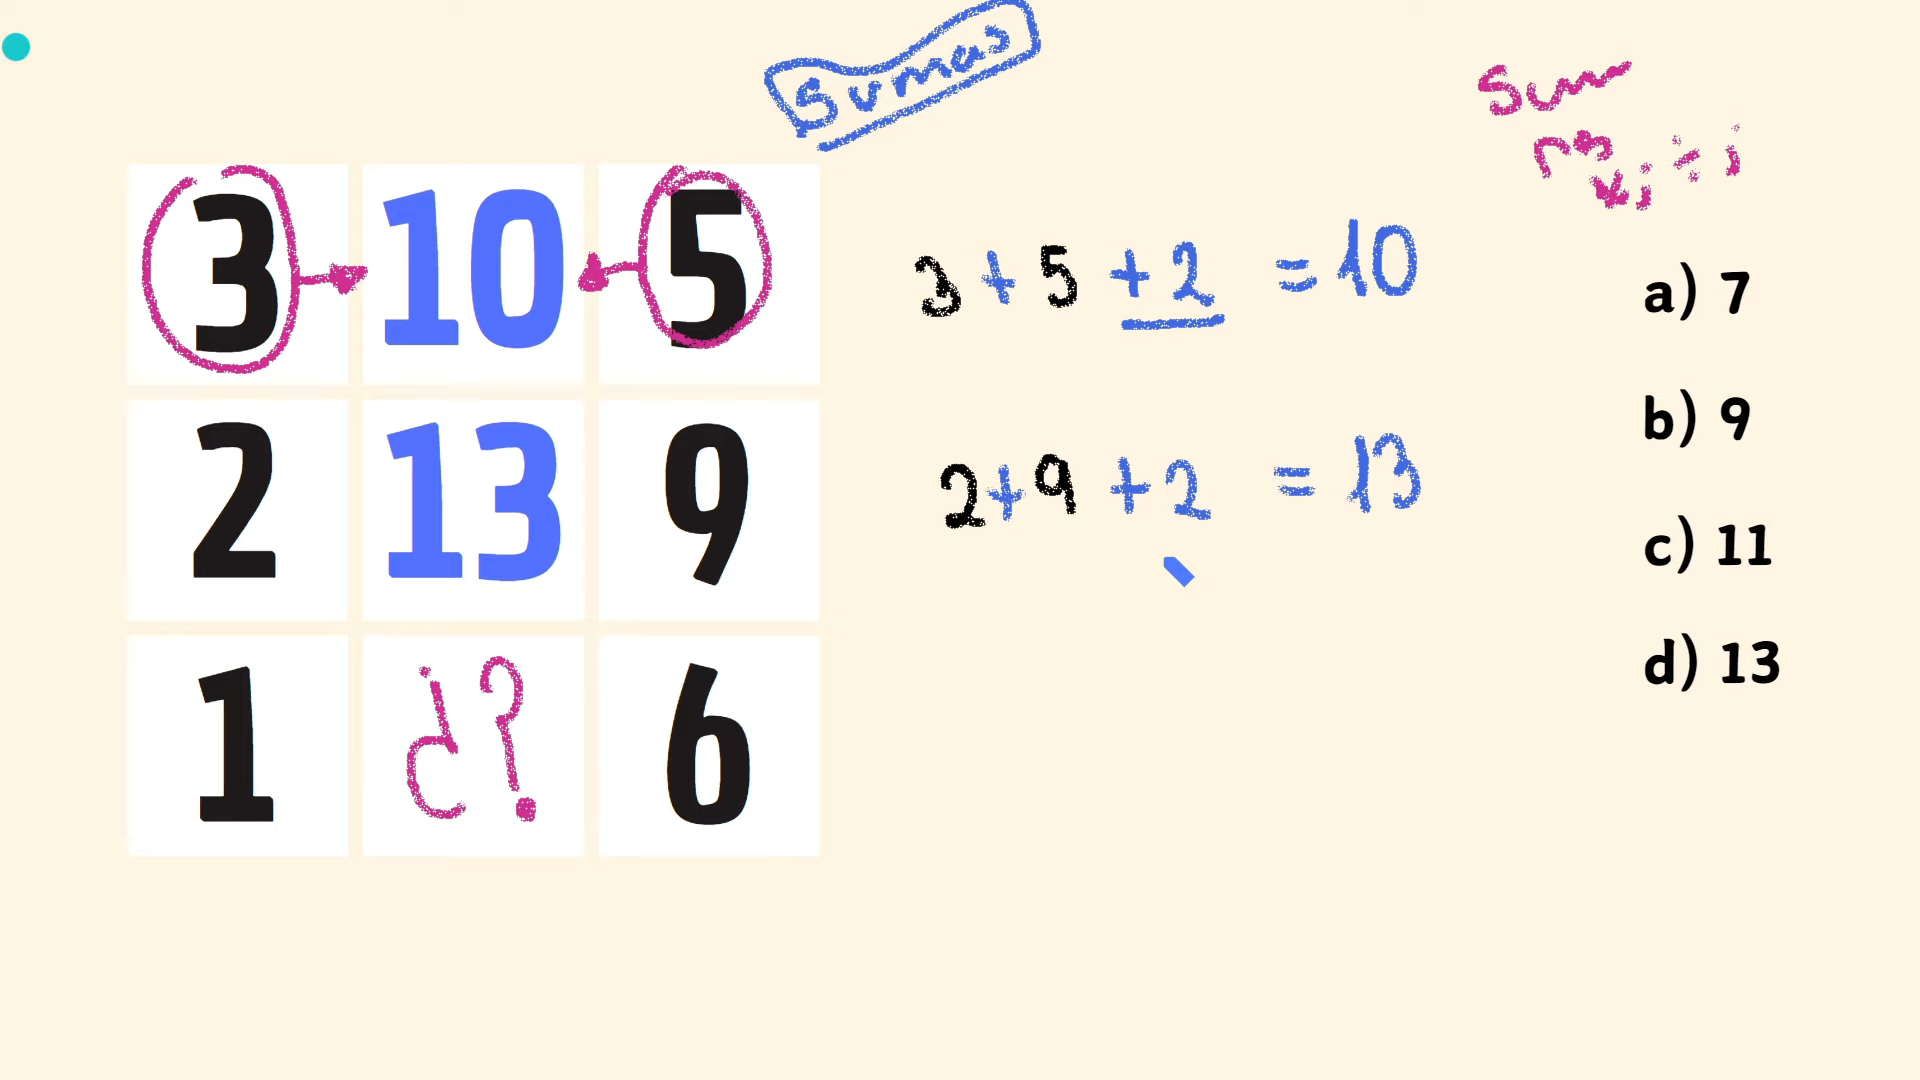 Sumas
3 10 5
2 13 9
1 ¿? 6
3 + 5 + 2 = 10
2 + 9 + 2 = 13
a) 7
b) 9
c) 11
d) 13